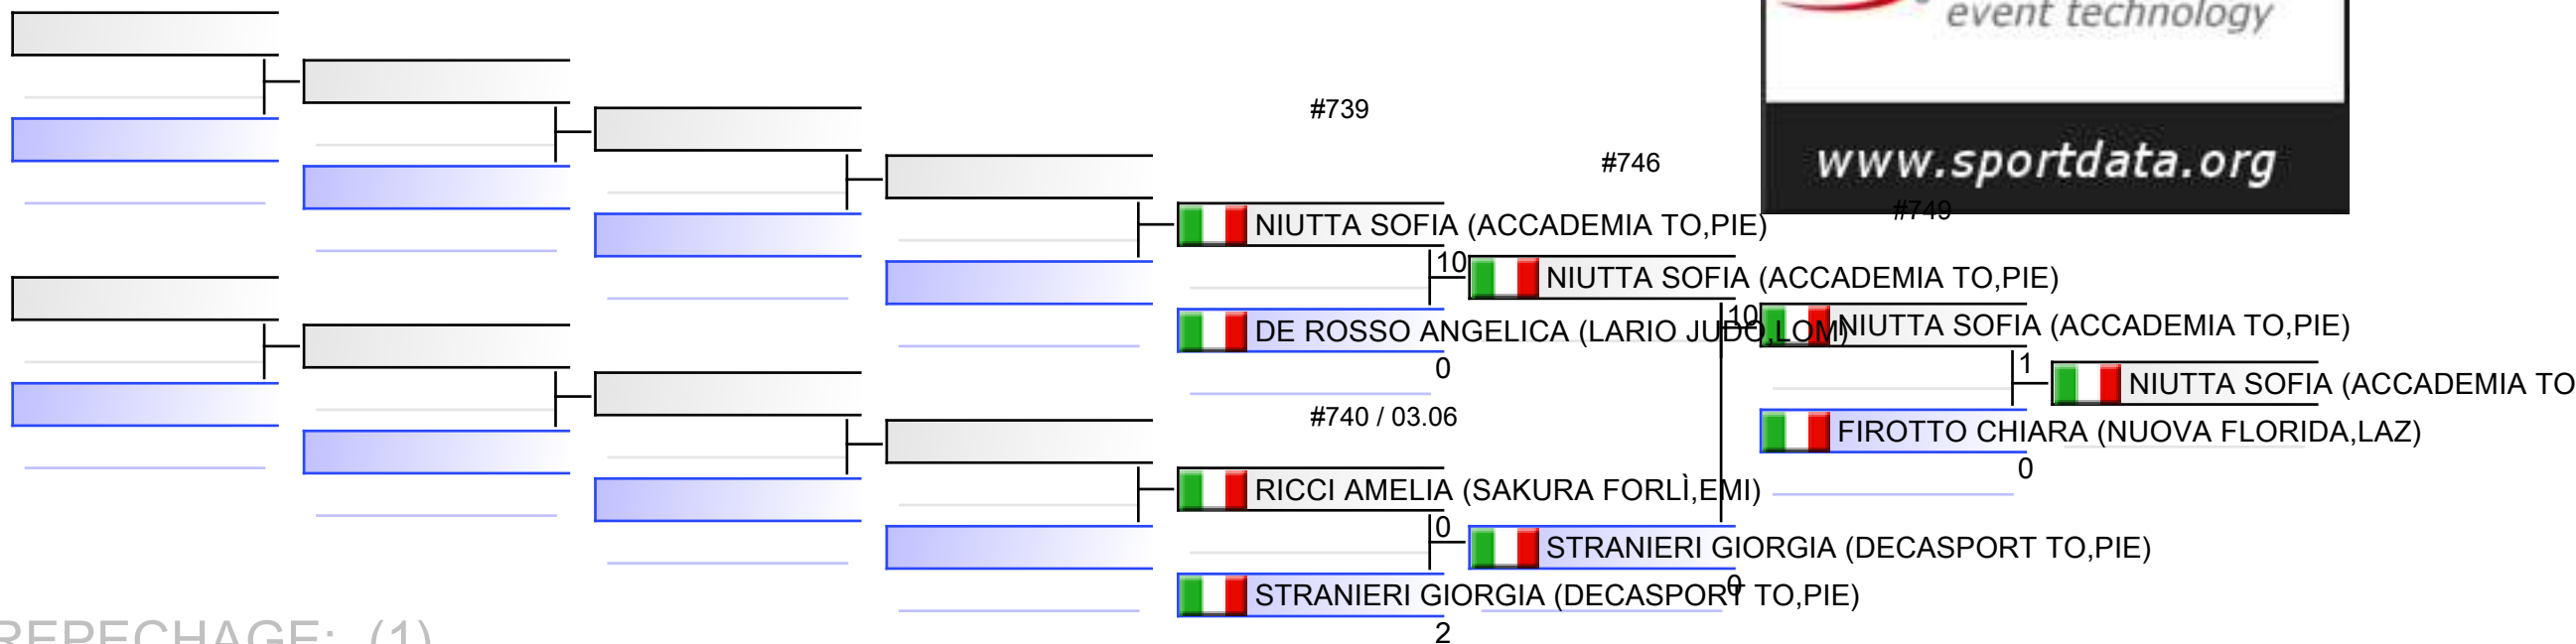 event technology
#739
#746
www.sportdata.org
#749
NIUTTA SOFIA (ACCADEMIA TO,PIE)
10
NIUTTA SOFIA (ACCADEMIA TO,PIE)
10
NIUTTA SOFIA (ACCADEMIA TO,PIE)
DE ROSSO ANGELICA (LARIO JUDO,LOM)
0
1
NIUTTA SOFIA (ACCADEMIA TO
#740 / 03.06
FIROTTO CHIARA (NUOVA FLORIDA,LAZ)
0
RICCI AMELIA (SAKURA FORLÌ,EMI)
0
STRANIERI GIORGIA (DECASPORT TO,PIE)
0
STRANIERI GIORGIA (DECASPORT TO,PIE)
2
REPECHAGE: (1)